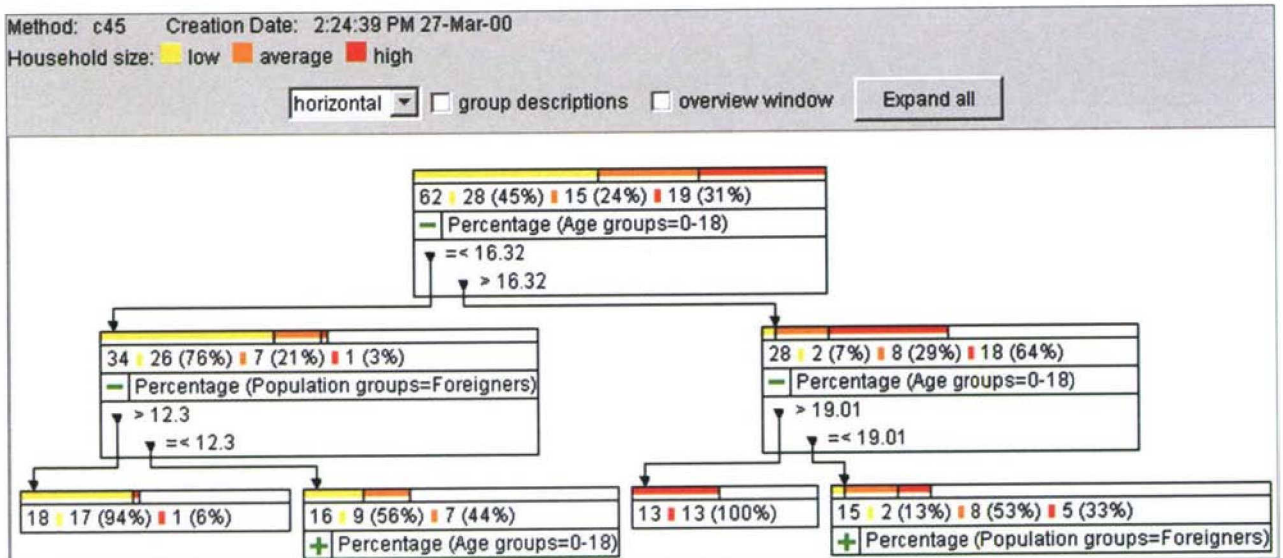 Method: c45 Creation Date: 2:24:39 PM 27-Mar-00
Household size: low average high
horizontal group descriptions overview window Expand all
62 28 (45%) 15 (24%) 19 (31%)
Percentage (Age groups=0-18)
=< 16.32
> 16.32
34 26 (76%) 7 (21%) 1 (3%)
Percentage (Population groups=Foreigners)
> 12.3
=< 12.3
28 2 (7%) 8 (29%) 18 (64%)
Percentage (Age groups=0-18)
> 19.01
=< 19.01
18 17 (94%) 1 (6%)
16 9 (56%) 7 (44%)
Percentage (Age groups=0-18)
13 13 (100%)
15 2 (13%) 8 (53%) 5 (33%)
Percentage (Population groups=Foreigners)